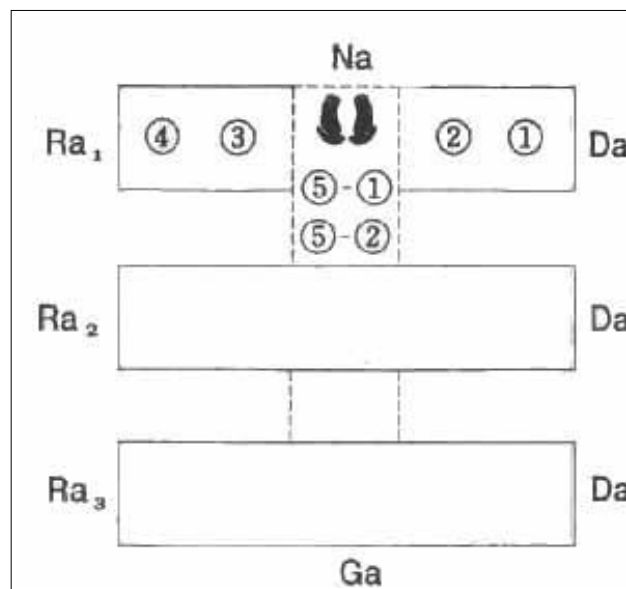 Na
Ra₁ ④ ③ ② ① Da
⑤-①
⑤-②
Ra₂ Da
Ra₃ Da
Ga